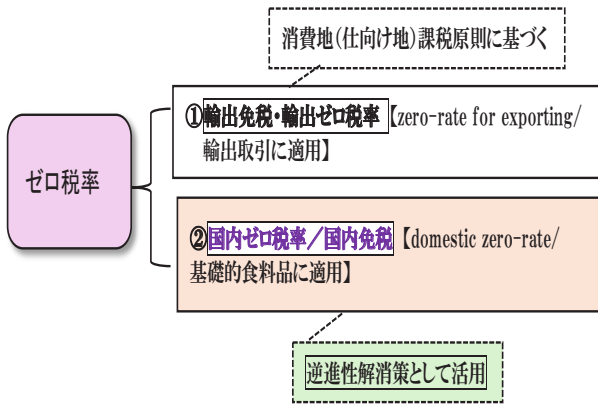 消費地(仕向け地)課税原則に基づく
ゼロ税率
①輸出免税・輸出ゼロ税率【zero-rate for exporting/
輸出取引に適用】
②国内ゼロ税率／国内免税【domestic zero-rate/
基礎的食料品に適用】
逆進性解消策として活用